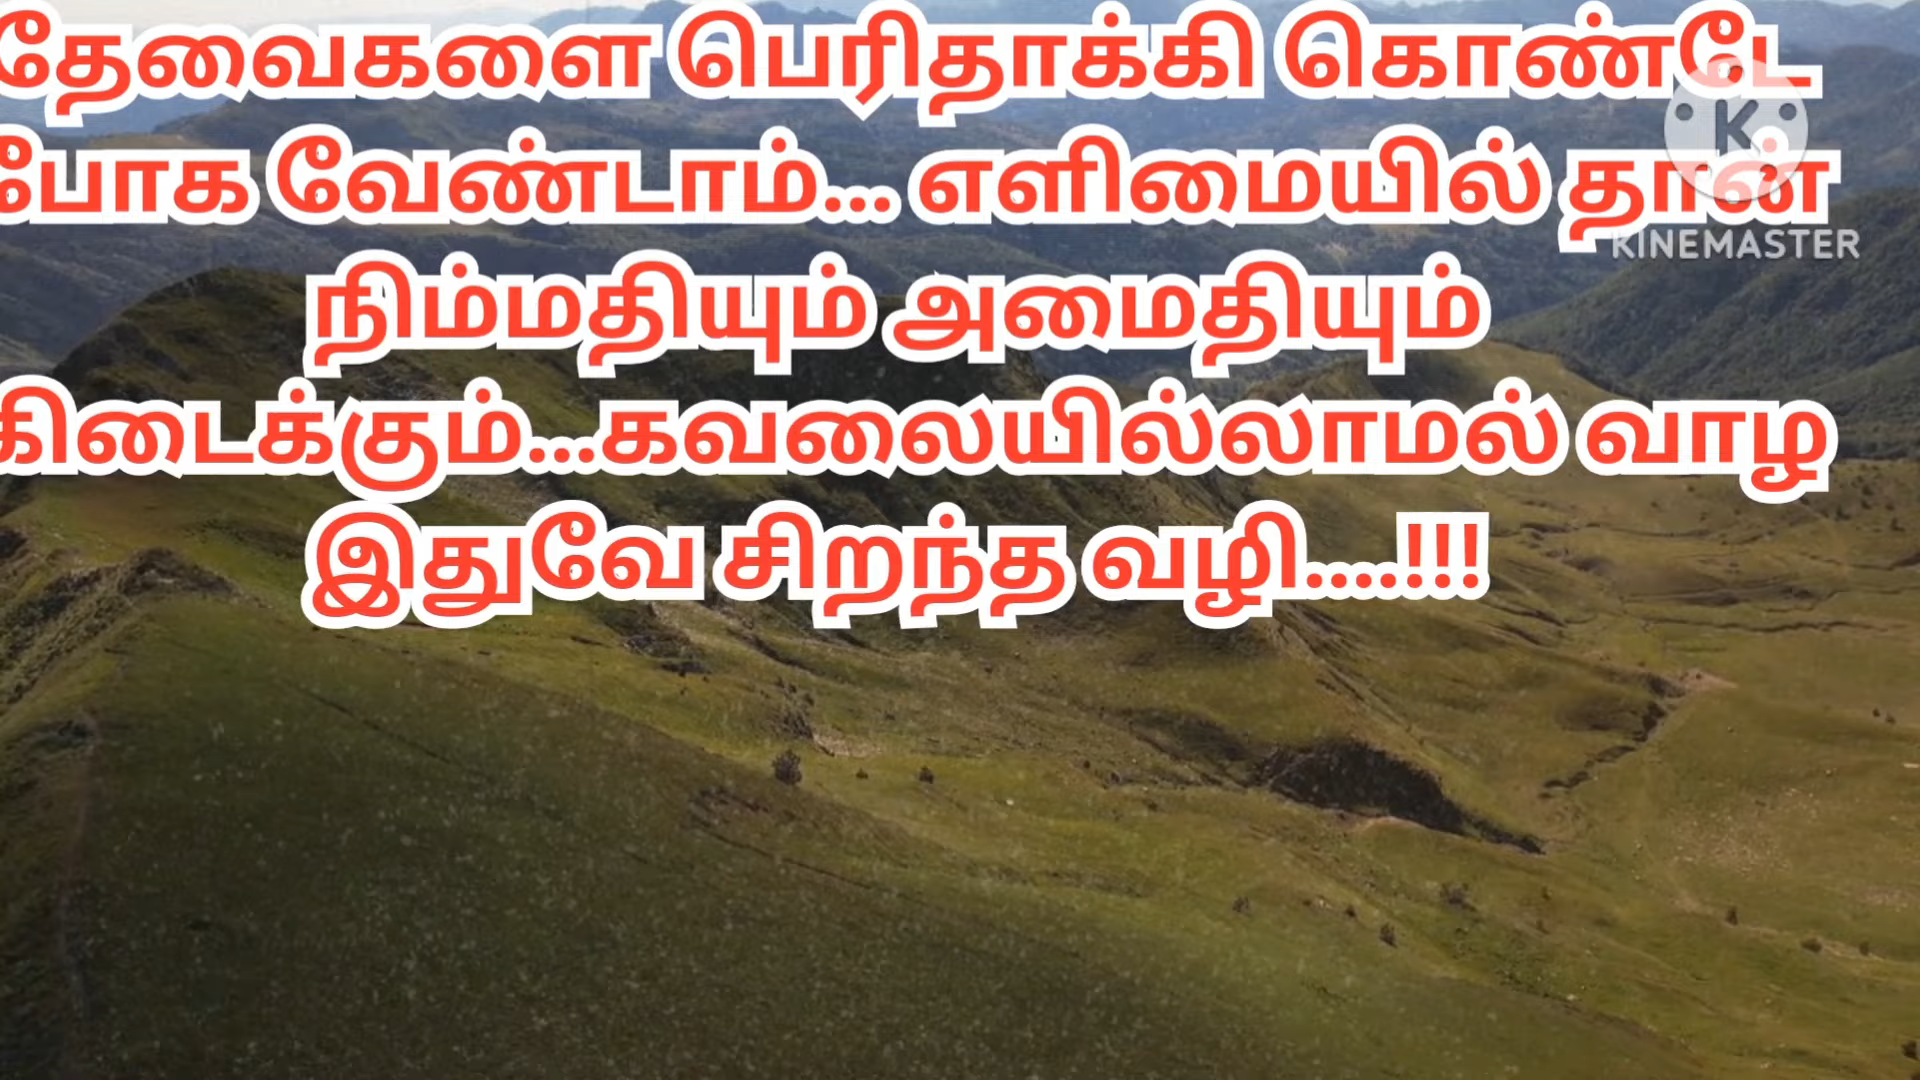 தேவைகளை பெரிதாக்கி கொண்டே
போக வேண்டாம்... எளிமையில் தான்
நிம்மதியும் அமைதியும்
கிடைக்கும்...கவலையில்லாமல் வாழ
இதுவே சிறந்த வழி....!!!
K
KINEMASTER